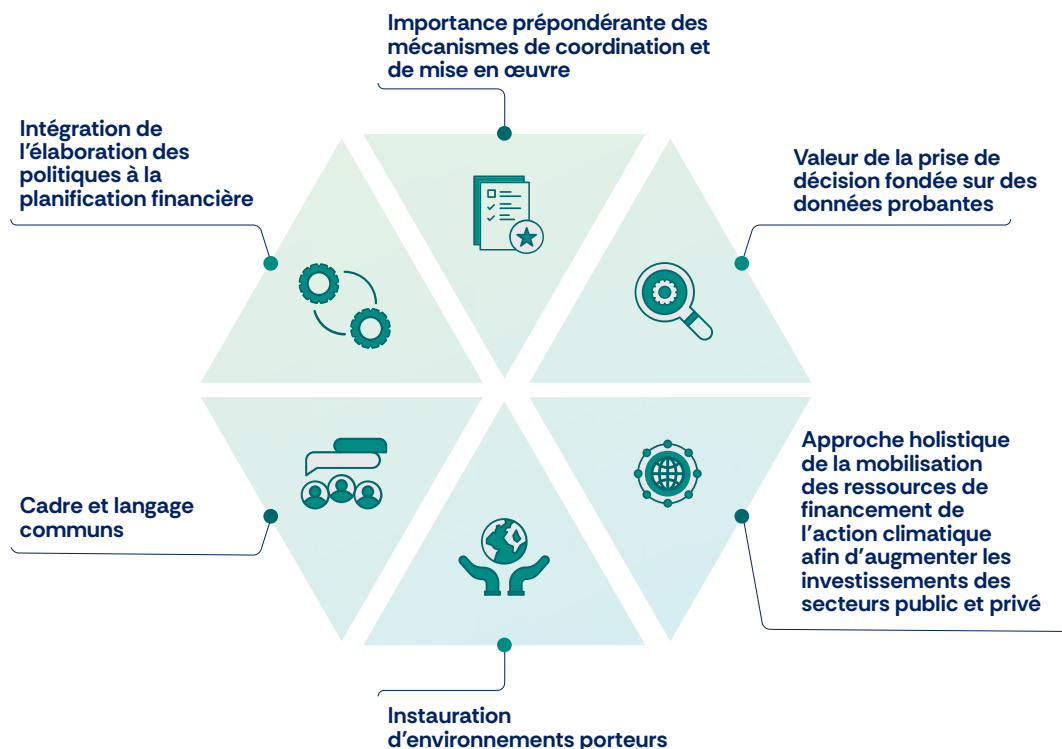 Importance prépondérante des
mécanismes de coordination et
de mise en œuvre
Intégration de
l'élaboration des
politiques à la
planification financière
Valeur de la prise de
décision fondée sur des
données probantes
Cadre et langage
communs
Approche holistique
de la mobilisation
des ressources de
financement de
l'action climatique
afin d'augmenter les
investissements des
secteurs public et privé
Instauration
d'environnements porteurs